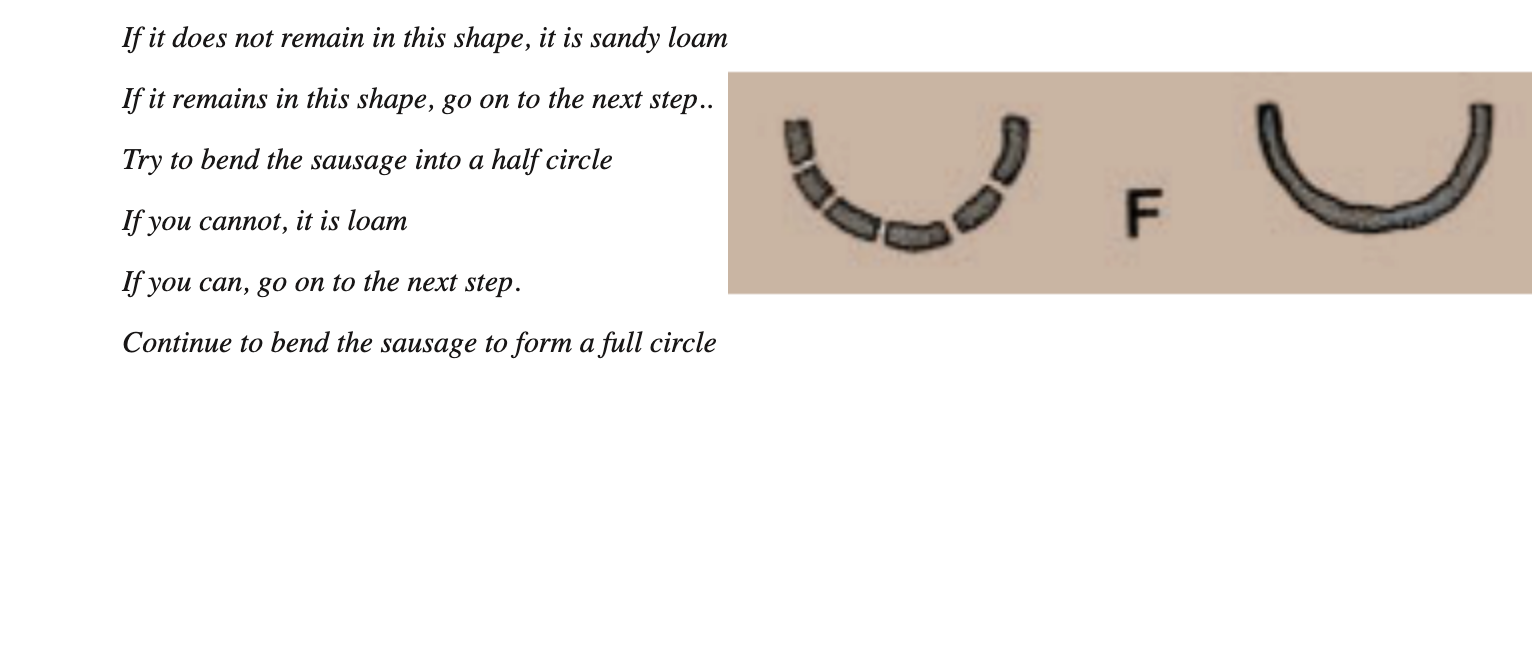 If it does not remain in this shape, it is sandy loam
If it remains in this shape, go on to the next step..
Try to bend the sausage into a half circle
If you cannot, it is loam
If you can, go on to the next step.
Continue to bend the sausage to form a full circle
F